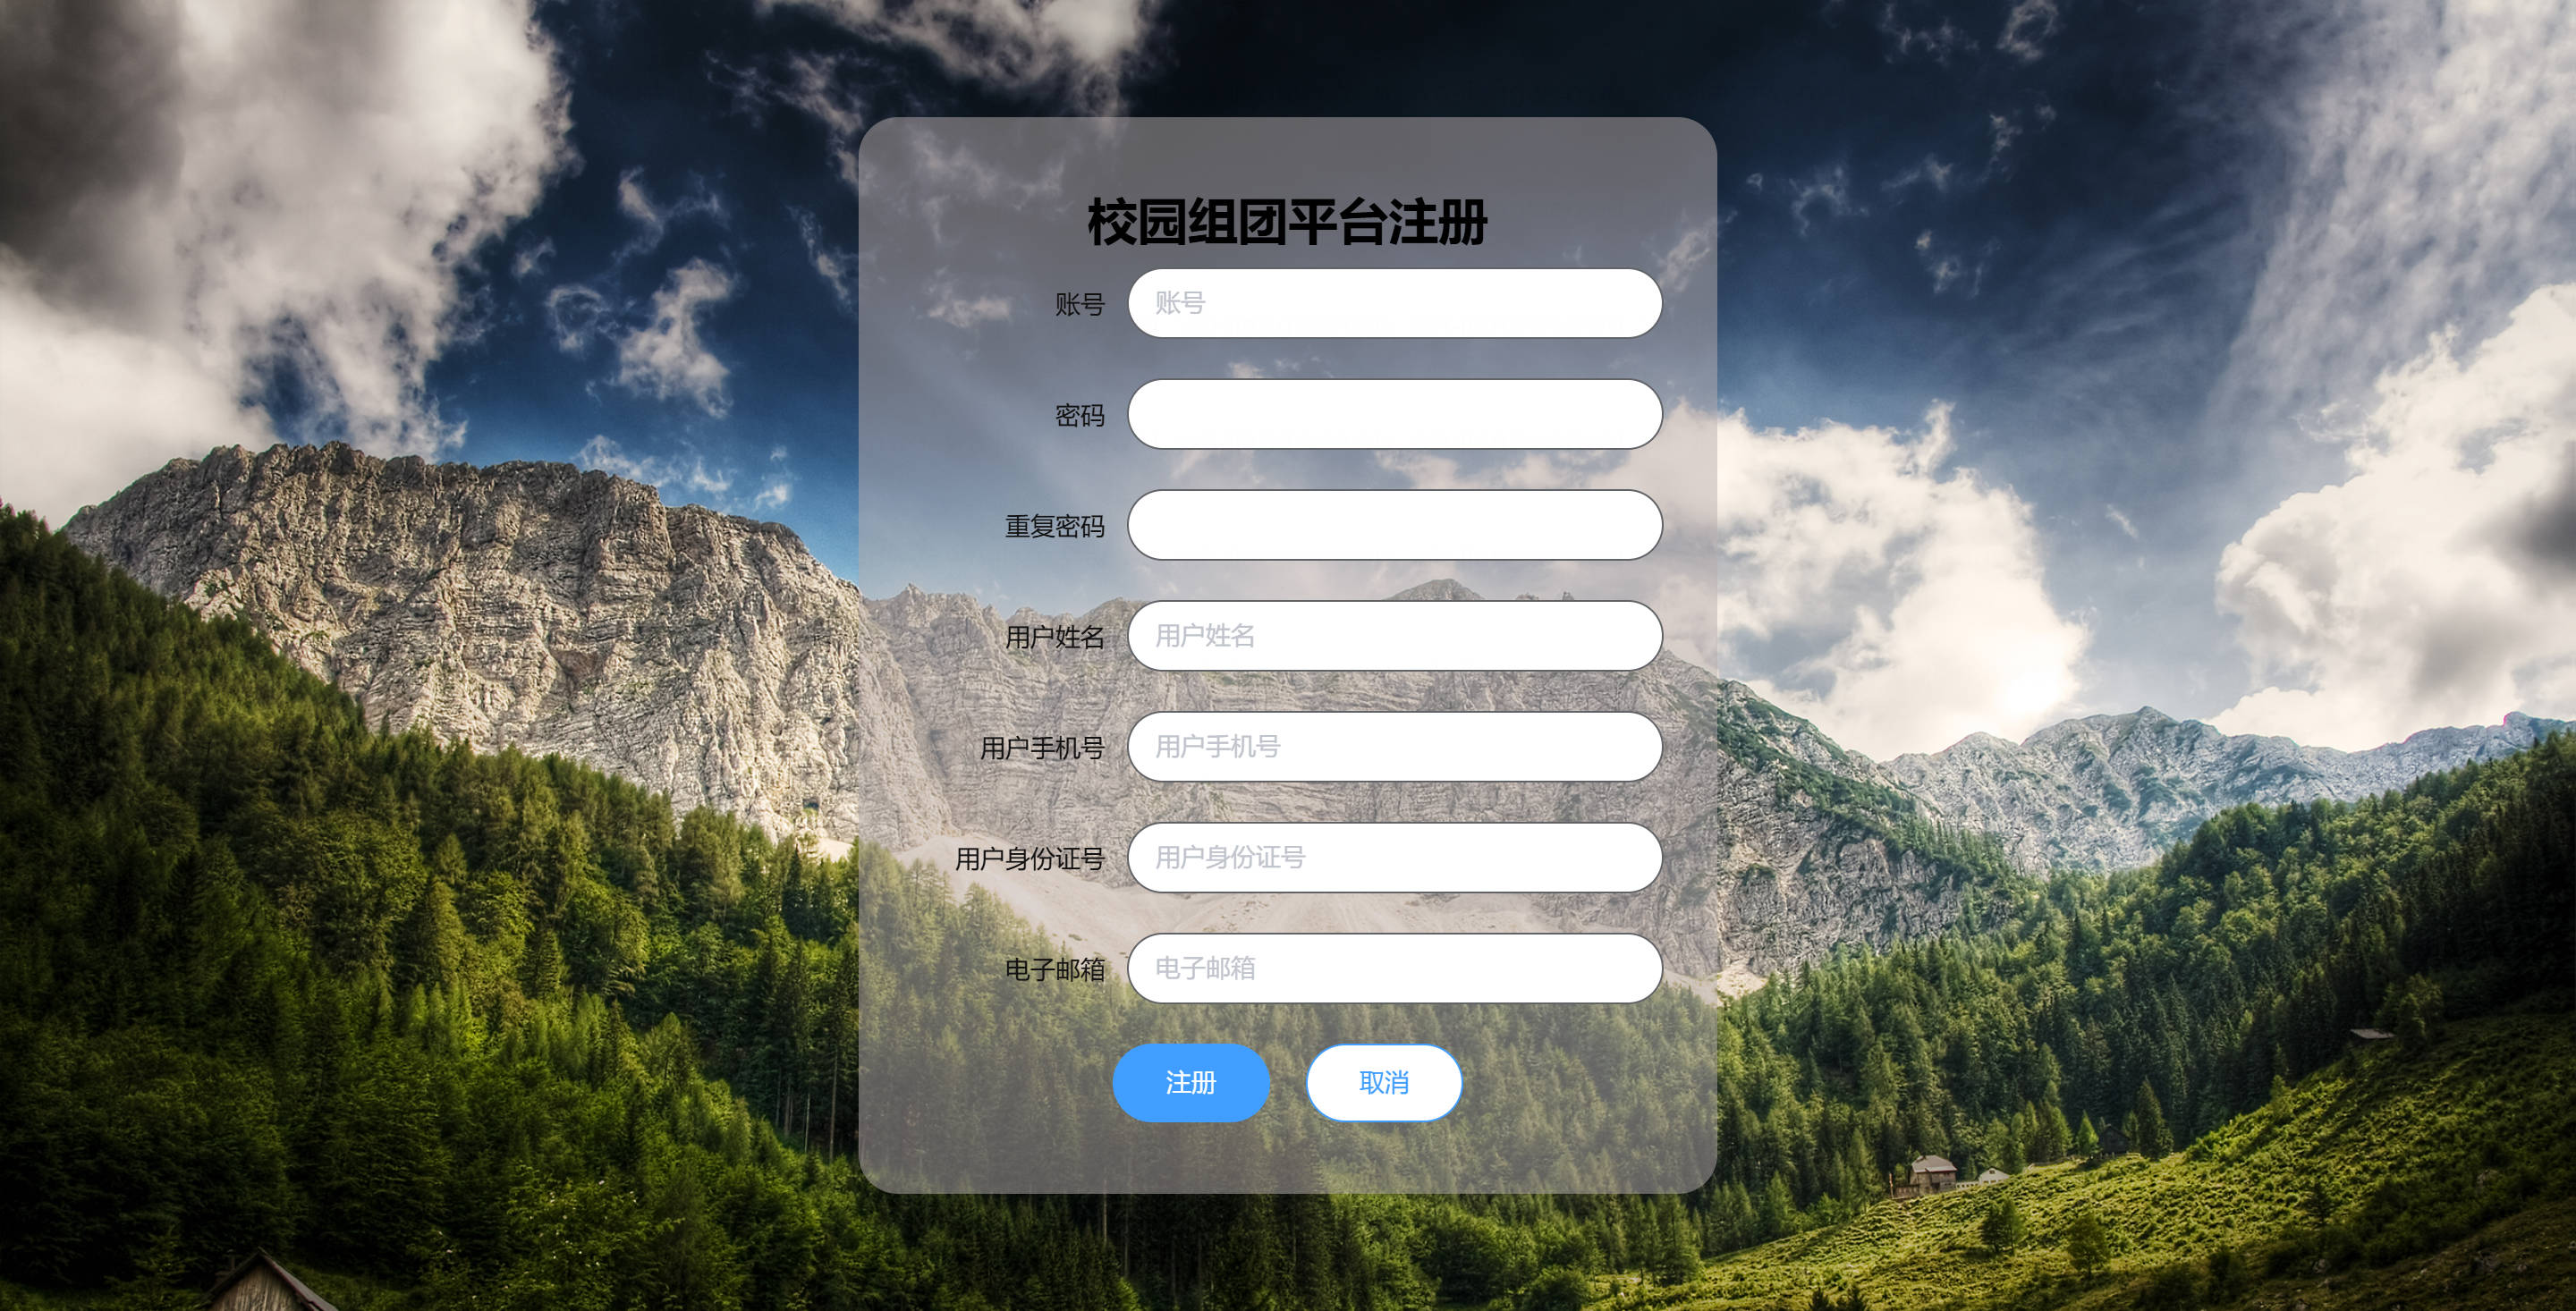 校园组团平台注册
账号 账号
密码
重复密码
用户姓名 用户姓名
用户手机号 用户手机号
用户身份证号 用户身份证号
电子邮箱 电子邮箱
注册 取消